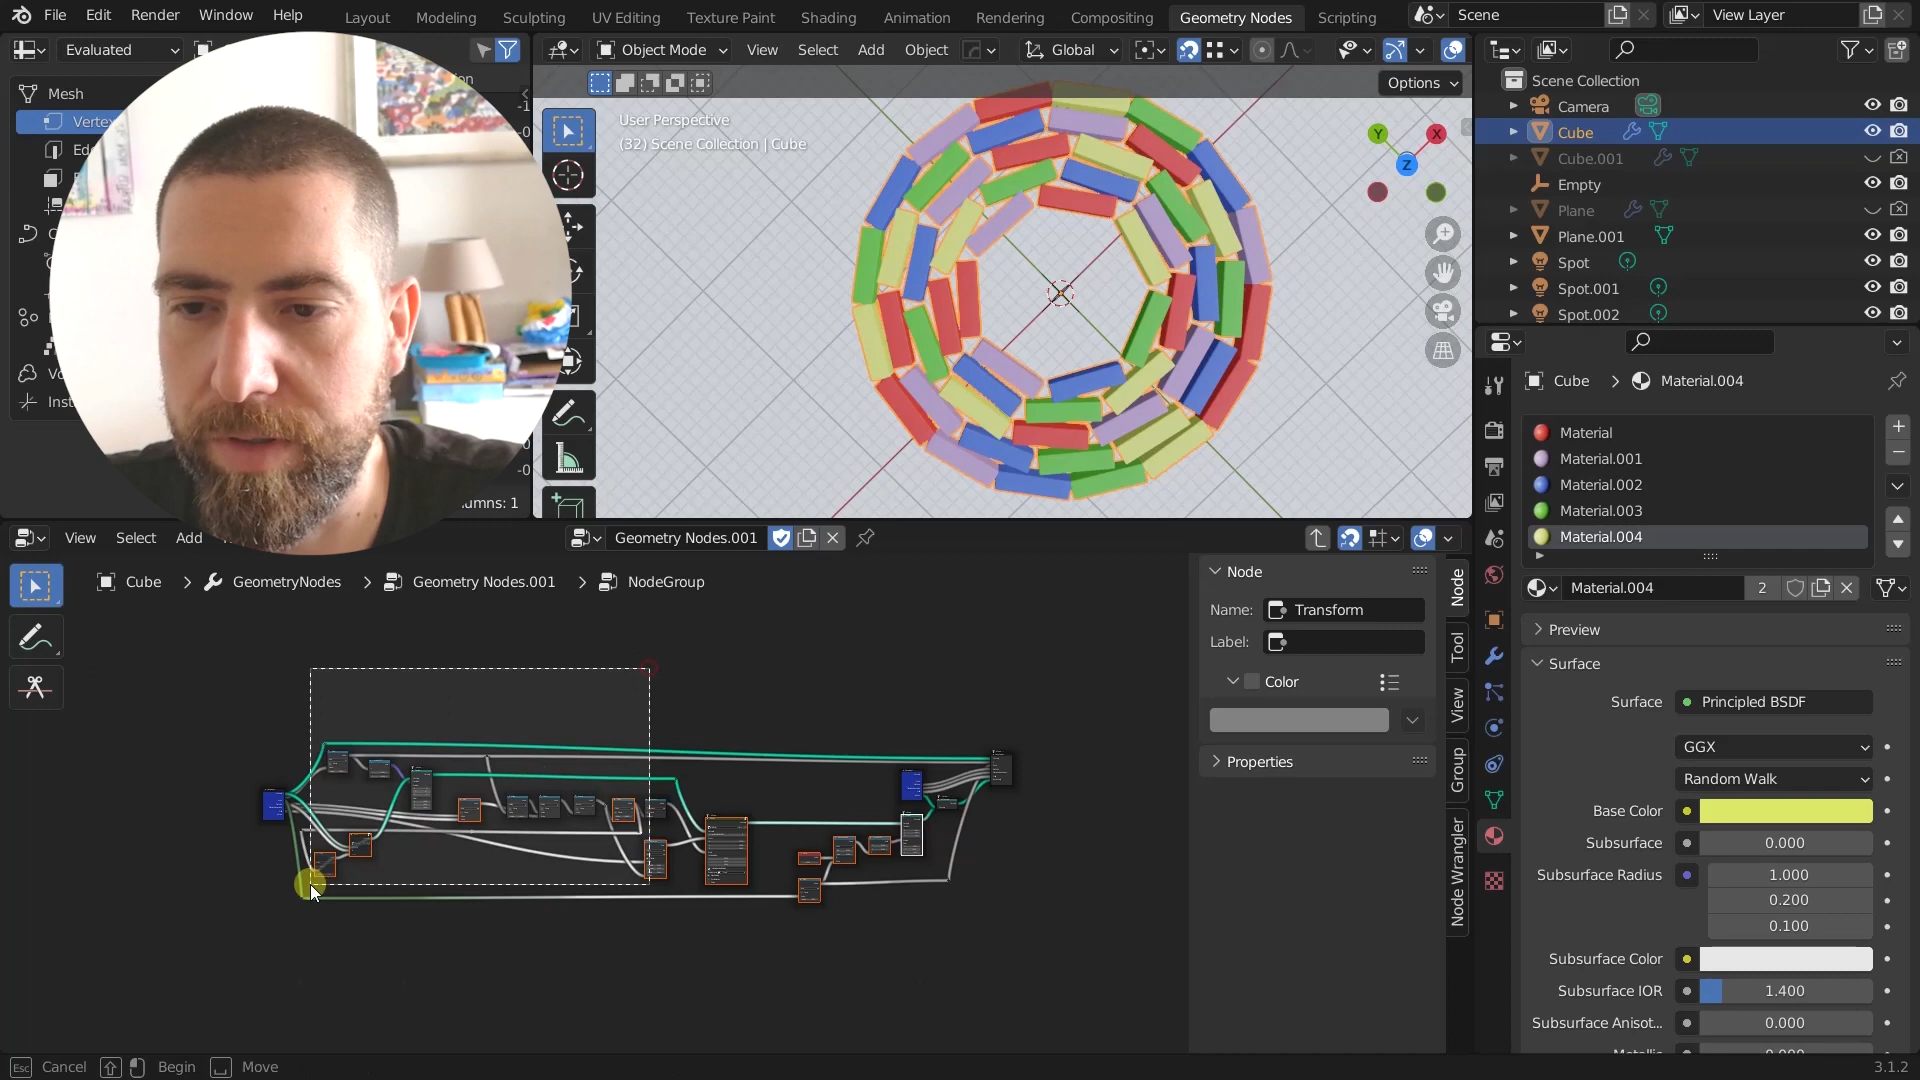 File Edit Render Window Help Layout Modeling Sculpting UV Editing Texture Paint Shading Animation Rendering Compositing Geometry Nodes Scripting Scene View Layer
Evaluated
Object Mode View Select Add Object Global
Options
Mesh
Vertex
User Perspective
(32) Scene Collection | Cube
Y X Z
Scene Collection
Camera
Cube
Cube.001
Empty
Plane
Plane.001
Spot
Spot.001
Spot.002
Cube Material.004
Material
Material.001
Material.002
Material.003
Material.004
Material.004 2
Preview
Surface
Surface Principled BSDF
GGX
Random Walk
Base Color
Subsurface 0.000
Subsurface Radius 1.000
0.200
0.100
Subsurface Color
Subsurface IOR 1.400
Subsurface Anisot... 0.000
View Select Add Geometry Nodes.001
Cube GeometryNodes Geometry Nodes.001 NodeGroup
Node
Name: Transform
Label:
Color
Properties
Node
Tool
View
Group
Node Wrangler
Esc Cancel Begin Move 3.1.2